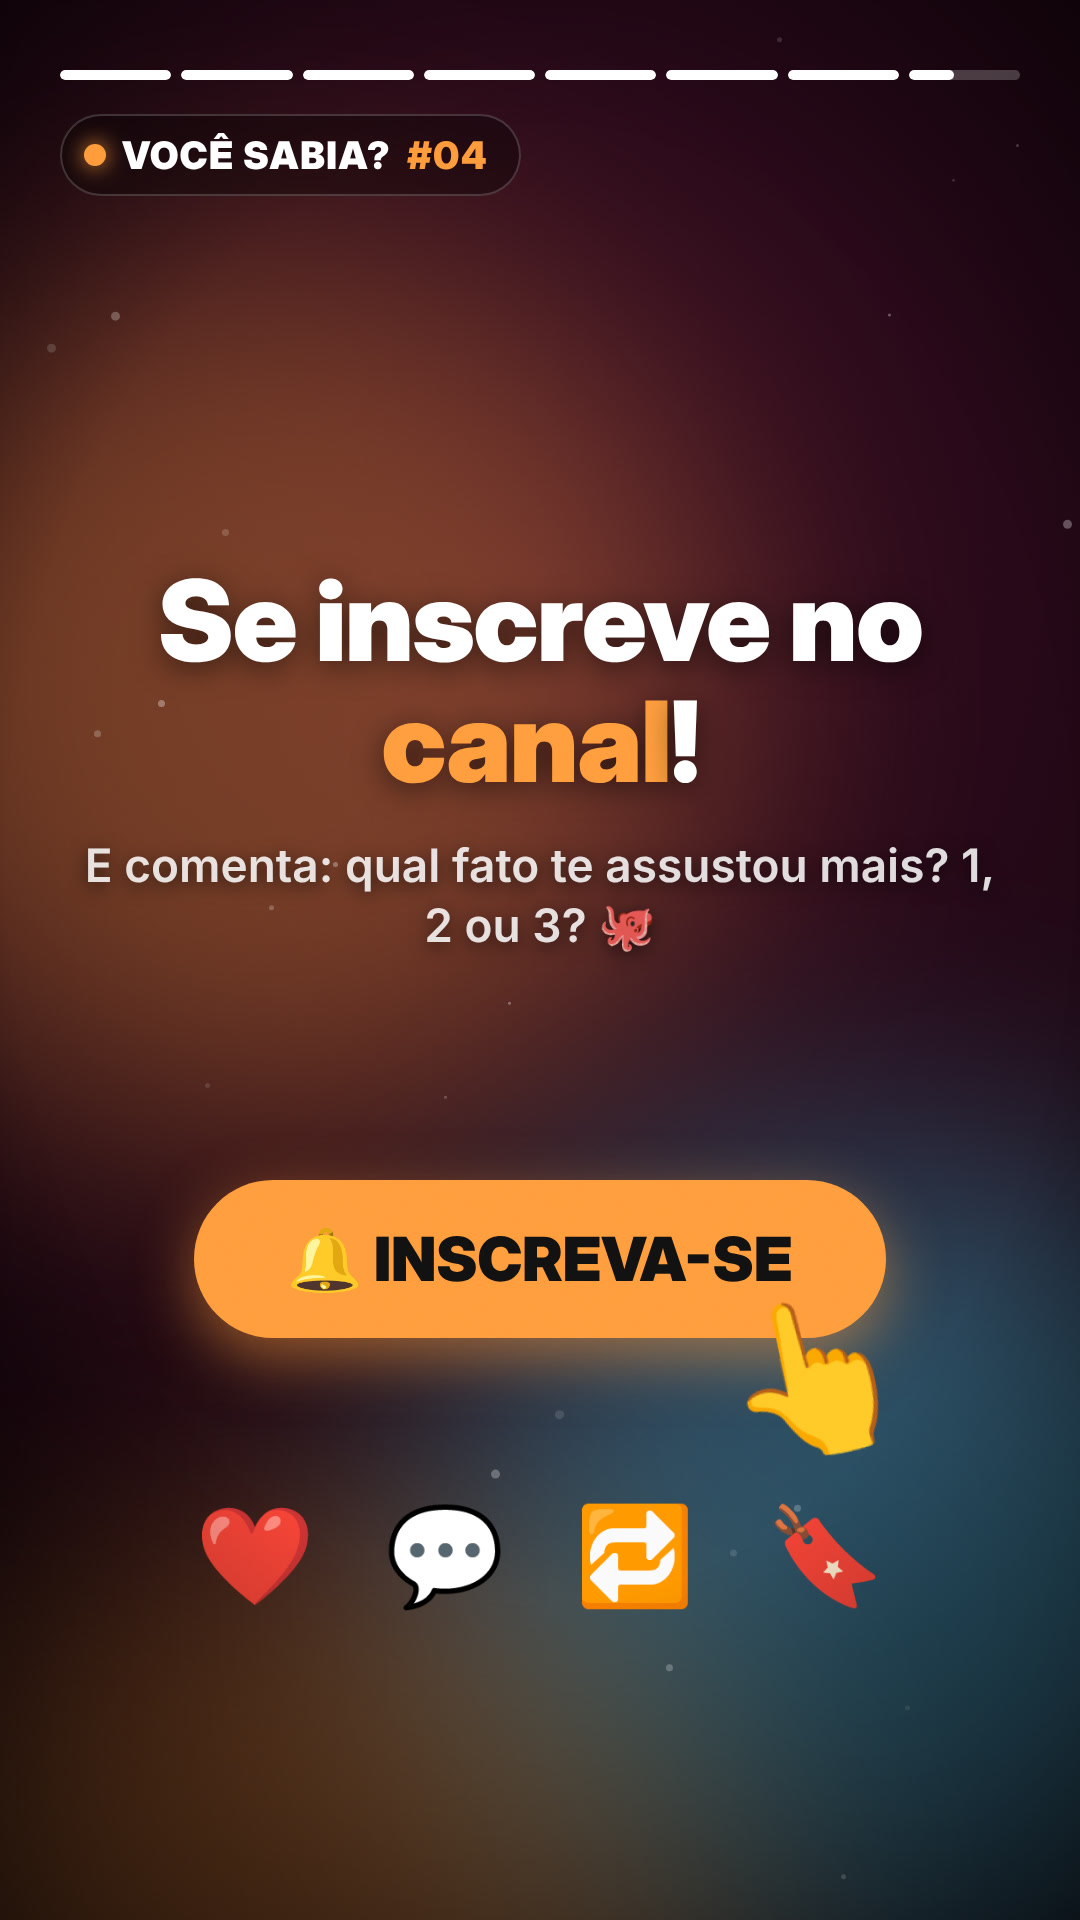 VOCÊ SABIA? #04
Se inscreve no
canal!
E comenta: qual fato te assustou mais? 1,
2 ou 3? 🐙
🔔 INSCREVA-SE